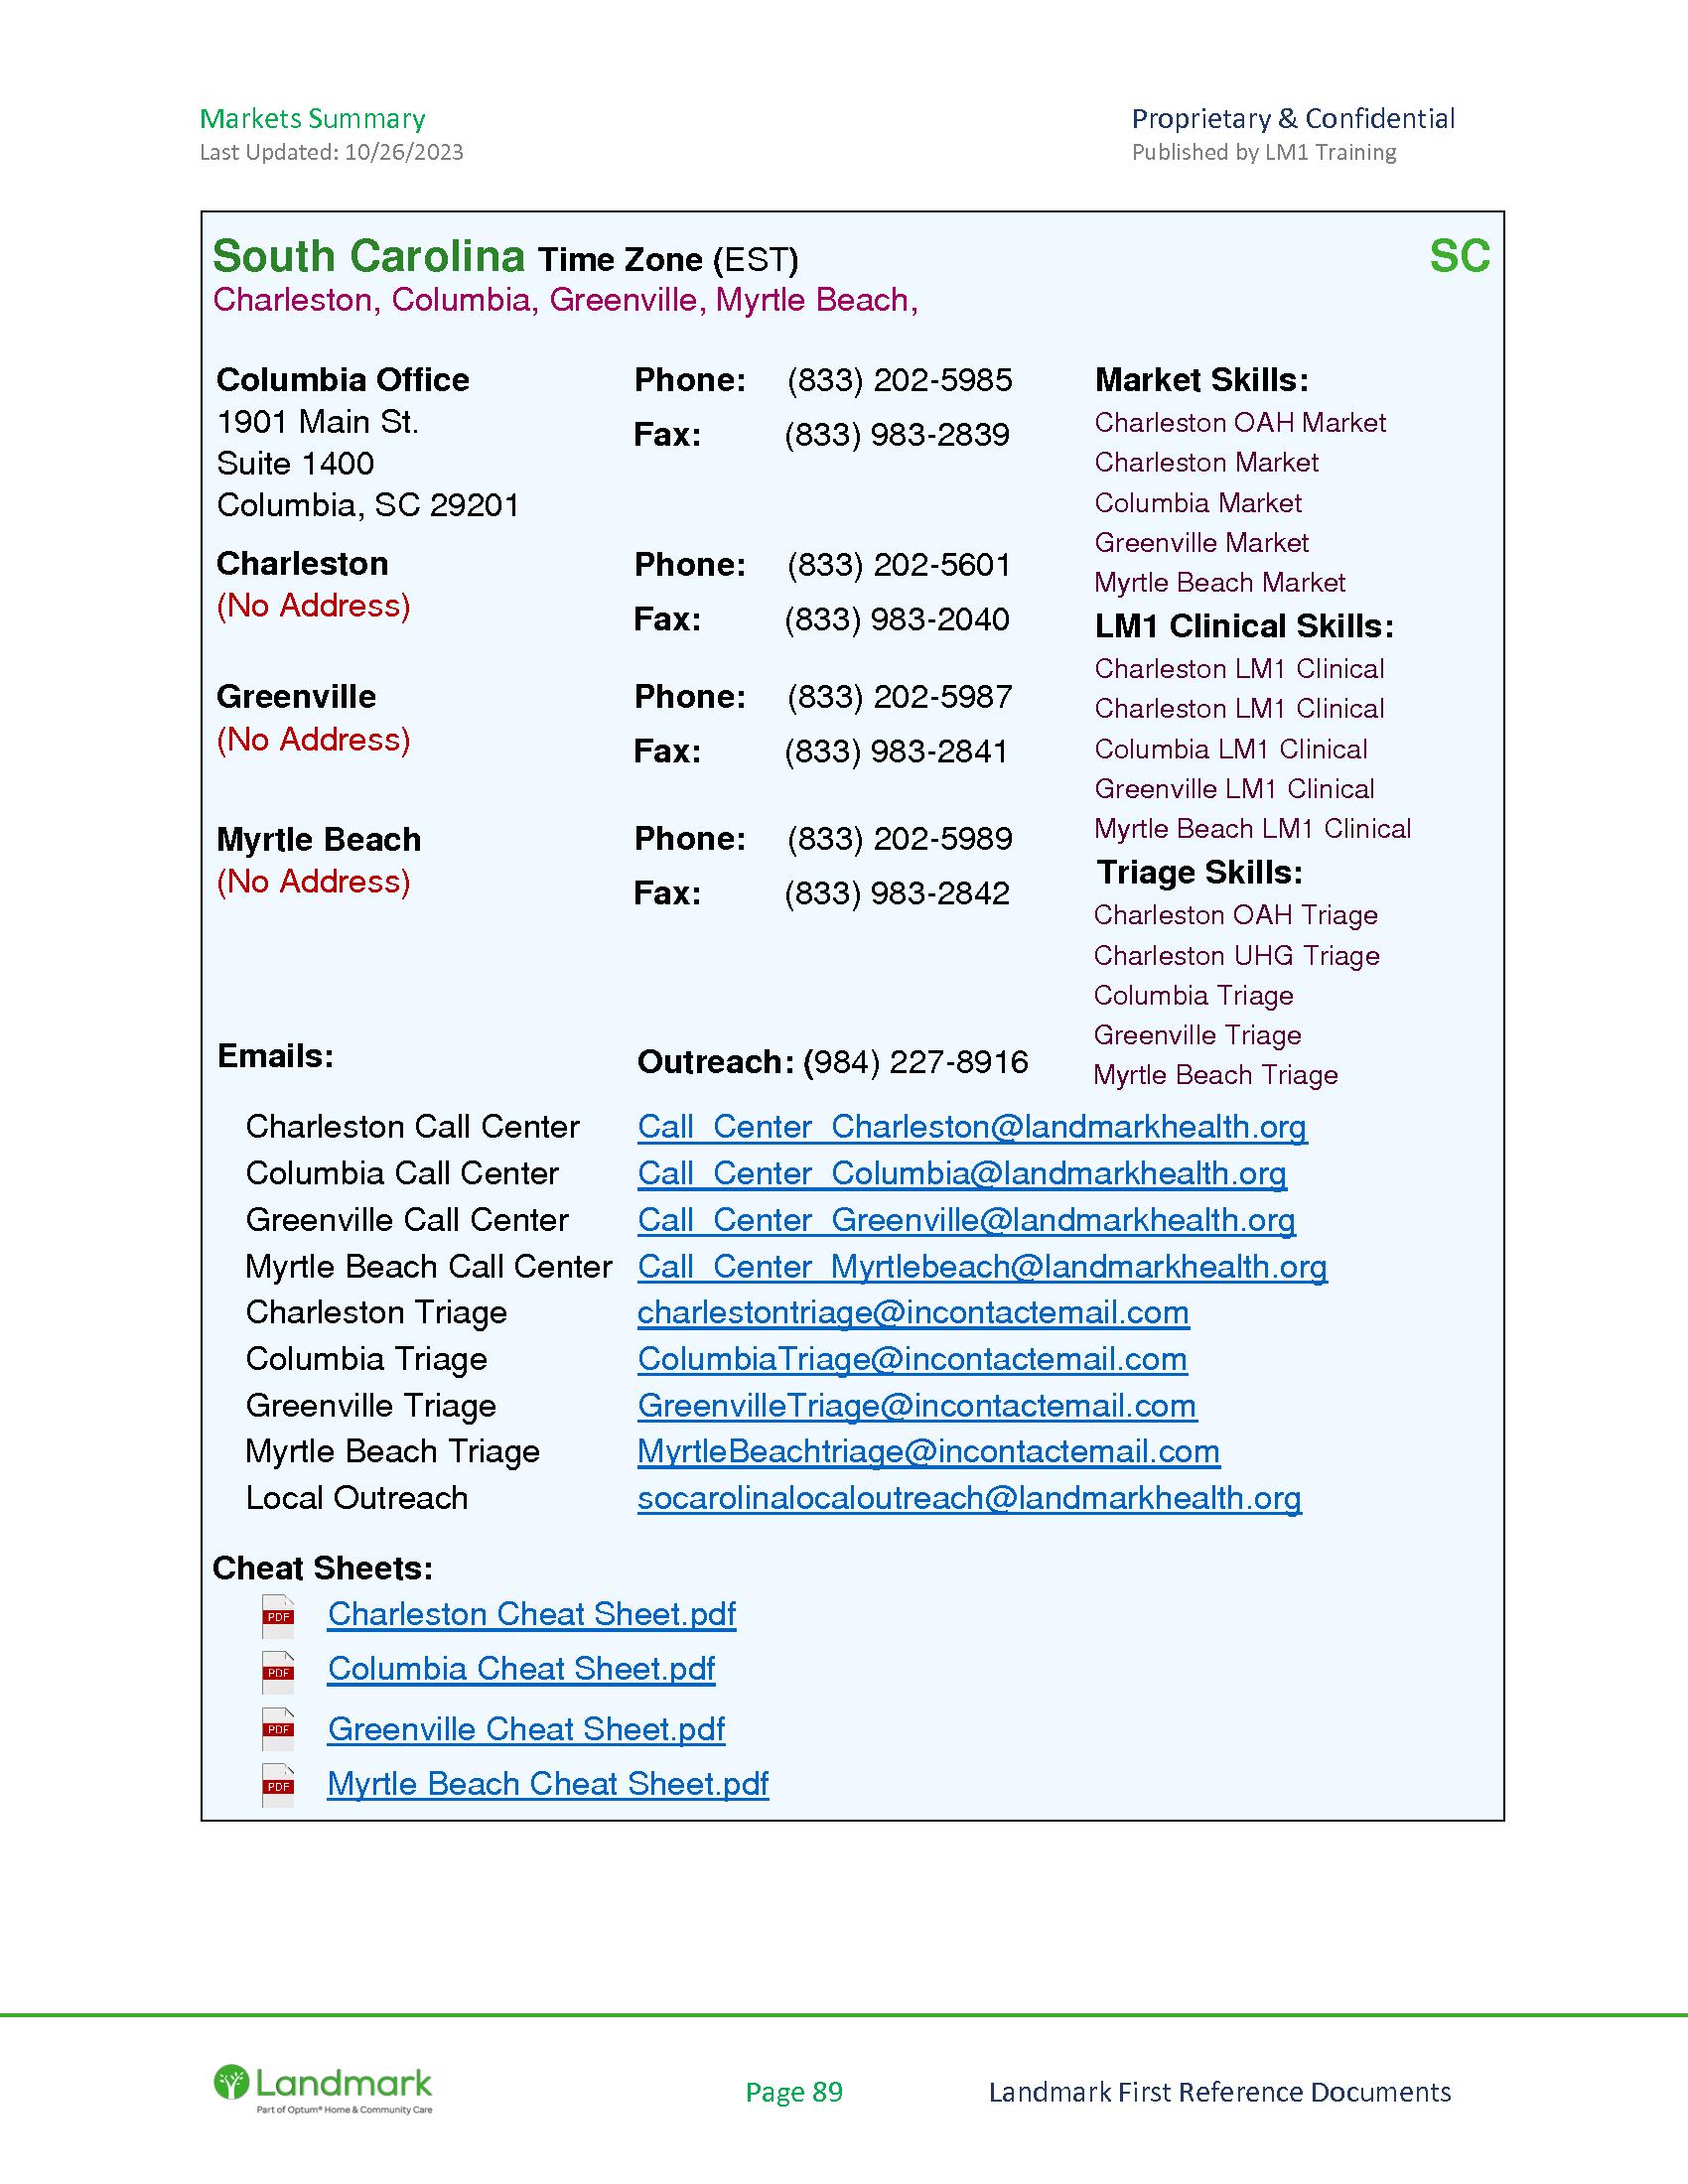 Markets Summary
Last Updated: 10/26/2023
Proprietary & Confidential
Published by LM1 Training
South Carolina Time Zone (EST)
SC
Charleston, Columbia, Greenville, Myrtle Beach,
Columbia Office
1901 Main St.
Suite 1400
Columbia, SC 29201
Phone: (833) 202-5985
Fax: (833) 983-2839
Charleston
(No Address)
Phone: (833) 202-5601
Fax: (833) 983-2040
Greenville
(No Address)
Phone: (833) 202-5987
Fax: (833) 983-2841
Myrtle Beach
(No Address)
Phone: (833) 202-5989
Fax: (833) 983-2842
Market Skills:
Charleston OAH Market
Charleston Market
Columbia Market
Greenville Market
Myrtle Beach Market
LM1 Clinical Skills:
Charleston LM1 Clinical
Charleston LM1 Clinical
Columbia LM1 Clinical
Greenville LM1 Clinical
Myrtle Beach LM1 Clinical
Triage Skills:
Charleston OAH Triage
Charleston UHG Triage
Columbia Triage
Greenville Triage
Myrtle Beach Triage
Emails:
Outreach: (984) 227-8916
Charleston Call Center Call_Center_Charleston@landmarkhealth.org
Columbia Call Center Call_Center_Columbia@landmarkhealth.org
Greenville Call Center Call_Center_Greenville@landmarkhealth.org
Myrtle Beach Call Center Call_Center_Myrtlebeach@landmarkhealth.org
Charleston Triage charlestontriage@incontactemail.com
Columbia Triage ColumbiaTriage@incontactemail.com
Greenville Triage GreenvilleTriage@incontactemail.com
Myrtle Beach Triage MyrtleBeachtriage@incontactemail.com
Local Outreach socarolinalocaloutreach@landmarkhealth.org
Cheat Sheets:
PDF Charleston Cheat Sheet.pdf
PDF Columbia Cheat Sheet.pdf
PDF Greenville Cheat Sheet.pdf
PDF Myrtle Beach Cheat Sheet.pdf
Landmark
Part of Optum® Home & Community Care
Page 89
Landmark First Reference Documents